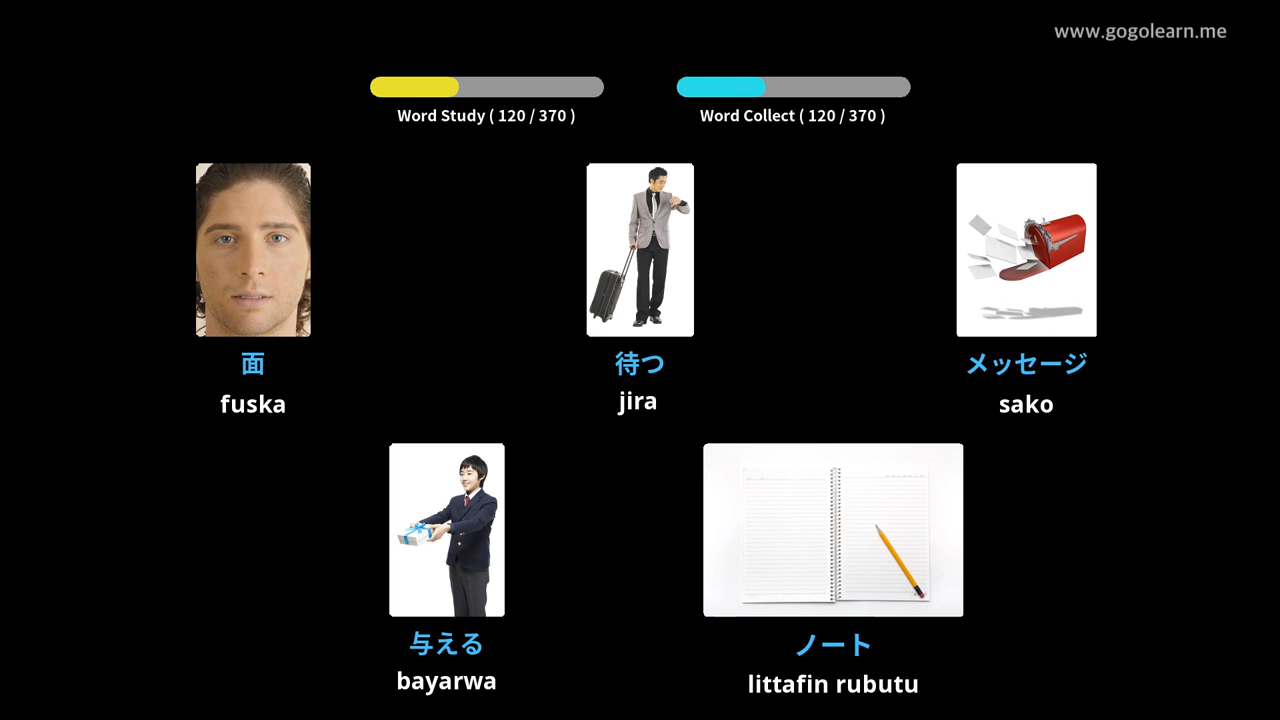 www.gogolearn.me
Word Study ( 120 / 370 )
Word Collect ( 120 / 370 )
面
fuska
待つ
jira
メッセージ
sako
与える
bayarwa
ノート
littafin rubutu